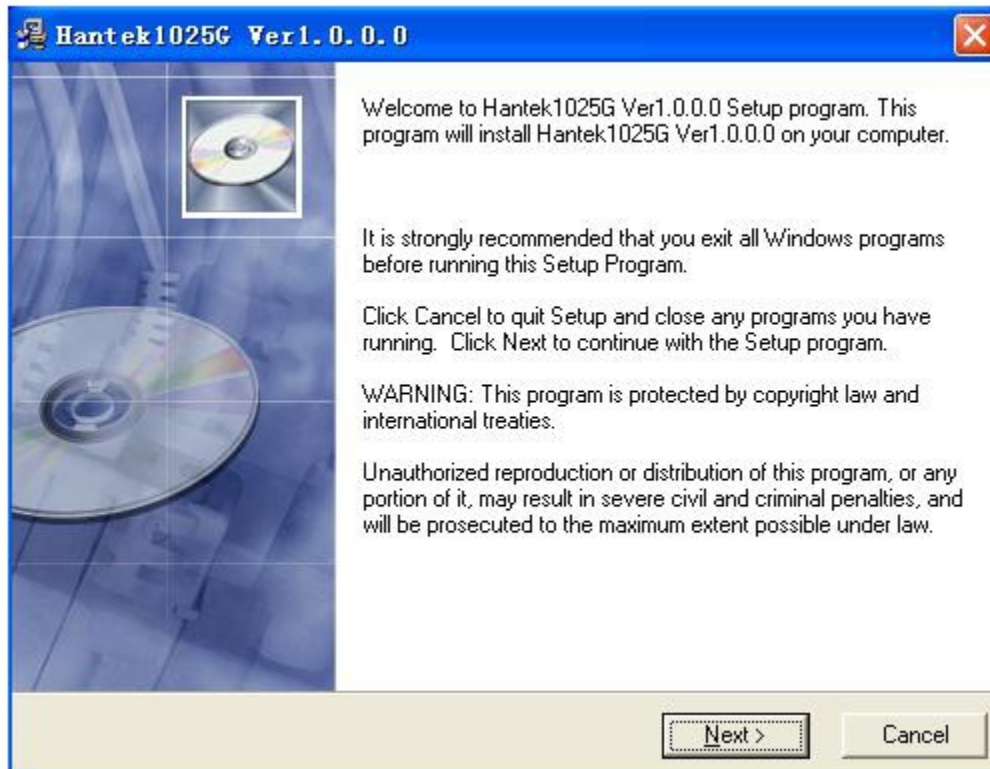 Hantek1025G Ver1.0.0.0
Welcome to Hantek1025G Ver1.0.0.0 Setup program. This
program will install Hantek1025G Ver1.0.0.0 on your computer.
It is strongly recommended that you exit all Windows programs
before running this Setup Program.
Click Cancel to quit Setup and close any programs you have
running.  Click Next to continue with the Setup program.
WARNING: This program is protected by copyright law and
international treaties.
Unauthorized reproduction or distribution of this program, or any
portion of it, may result in severe civil and criminal penalties, and
will be prosecuted to the maximum extent possible under law.
Next >
Cancel